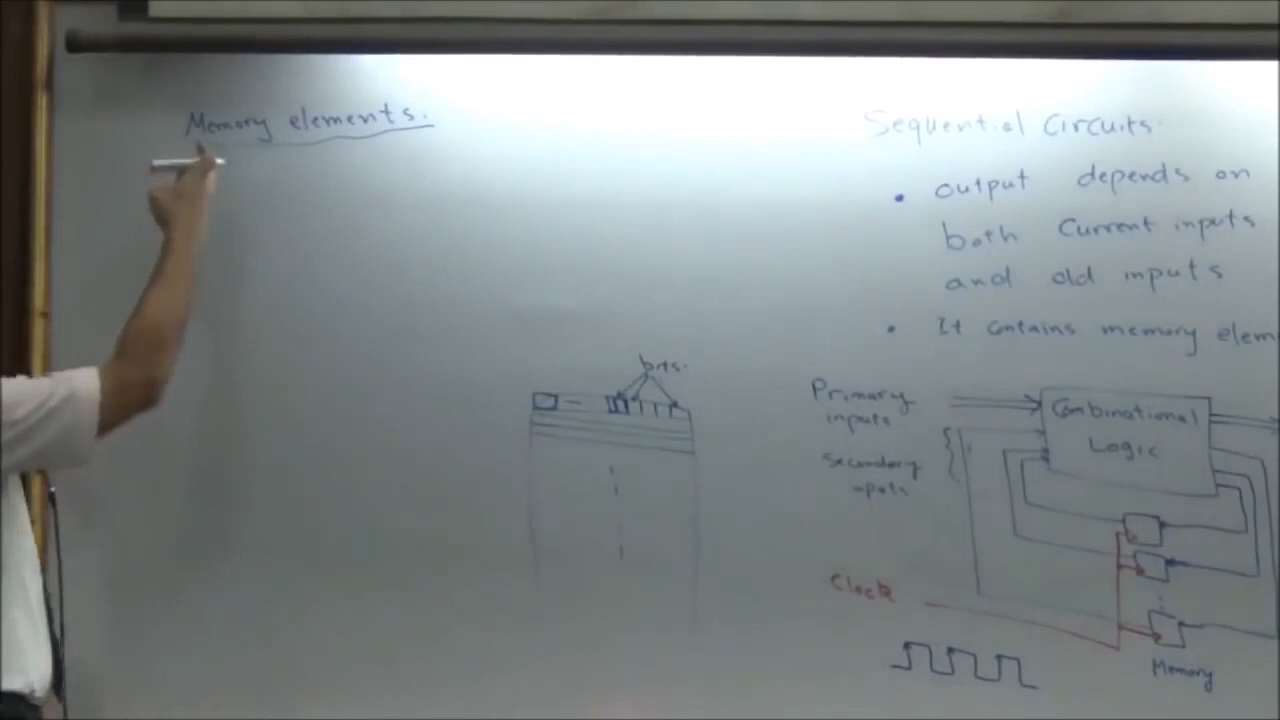 Memory elements.
bits.
Sequential Circuits.
• output depends on
both Current inputs
and old inputs
• It contains memory elem
Primary
inputs
Combinational
Logic
Secondary
inputs
Clock
Memory